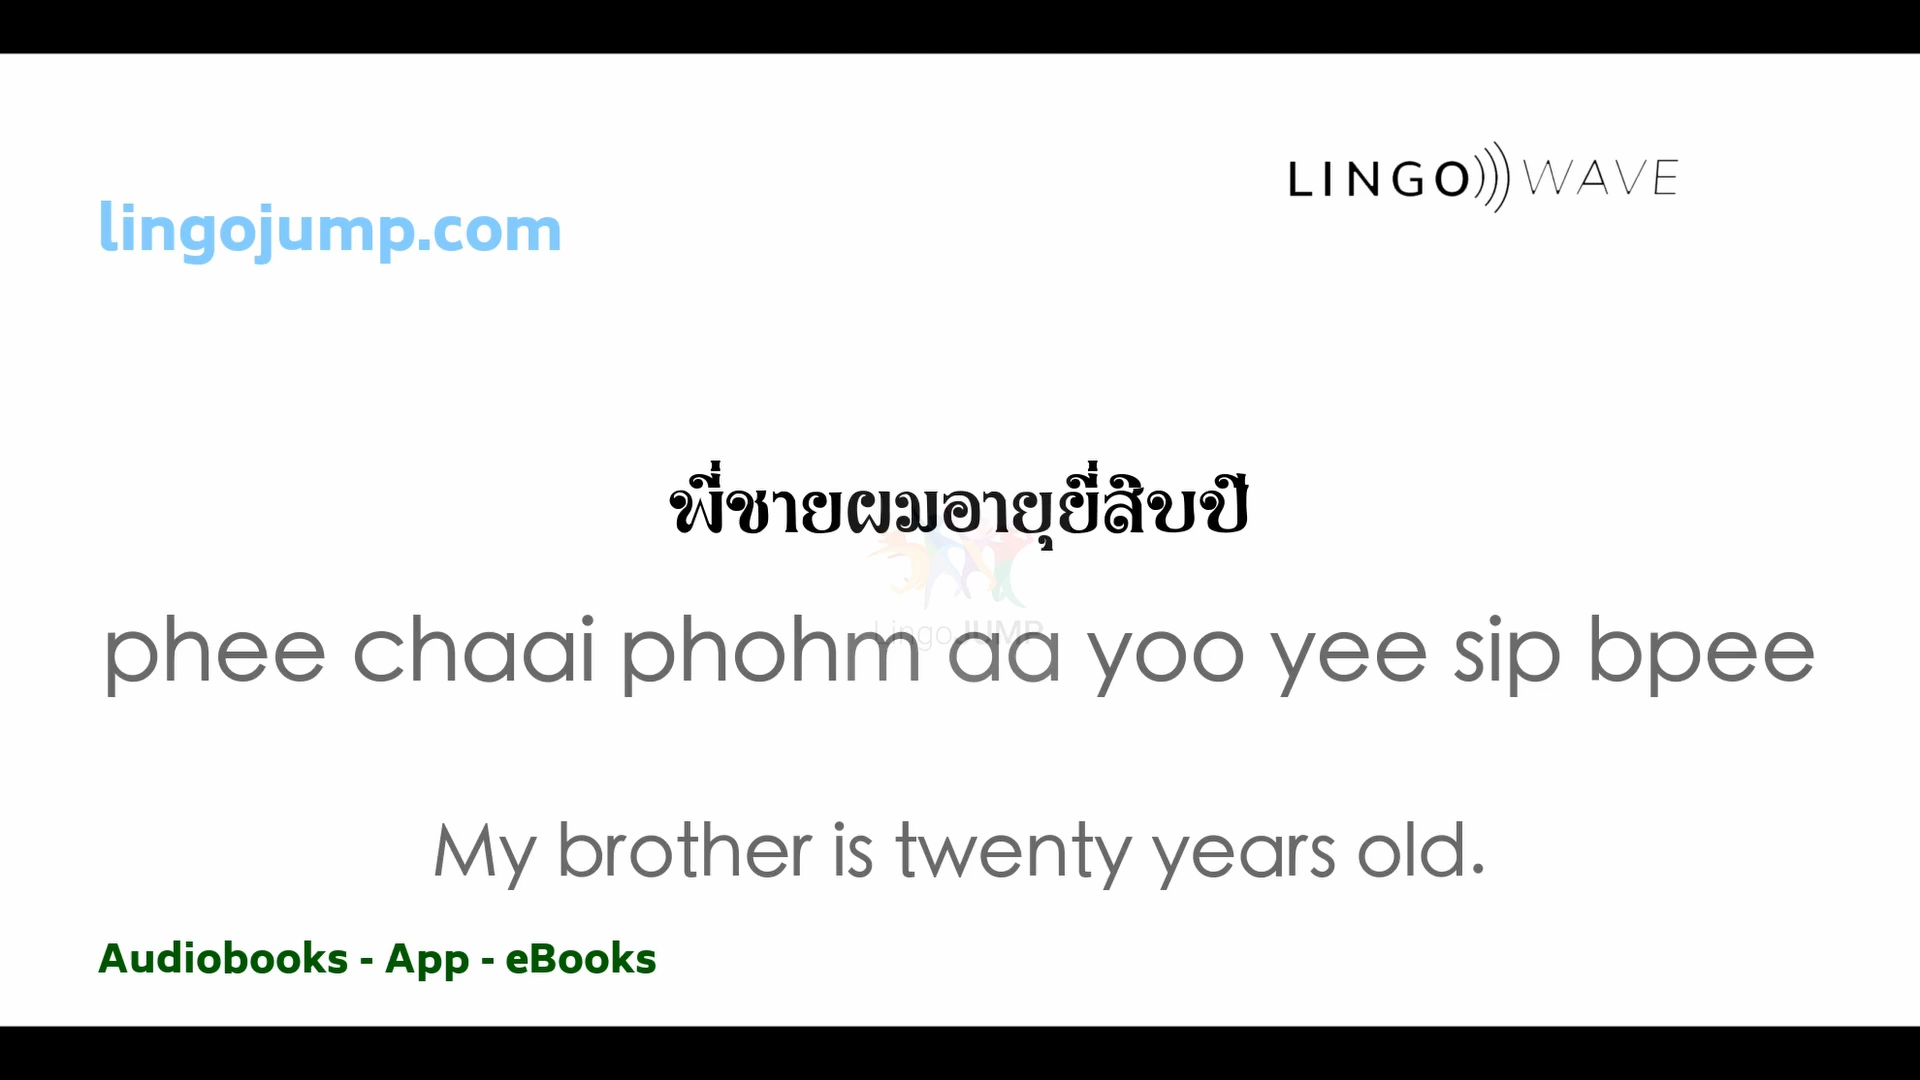 LINGO WAVE
lingojump.com
พี่ชายผมอายุยี่สิบปี
phee chaai phohm aa yoo yee sip bpee
LingoJUMP
My brother is twenty years old.
Audiobooks - App - eBooks